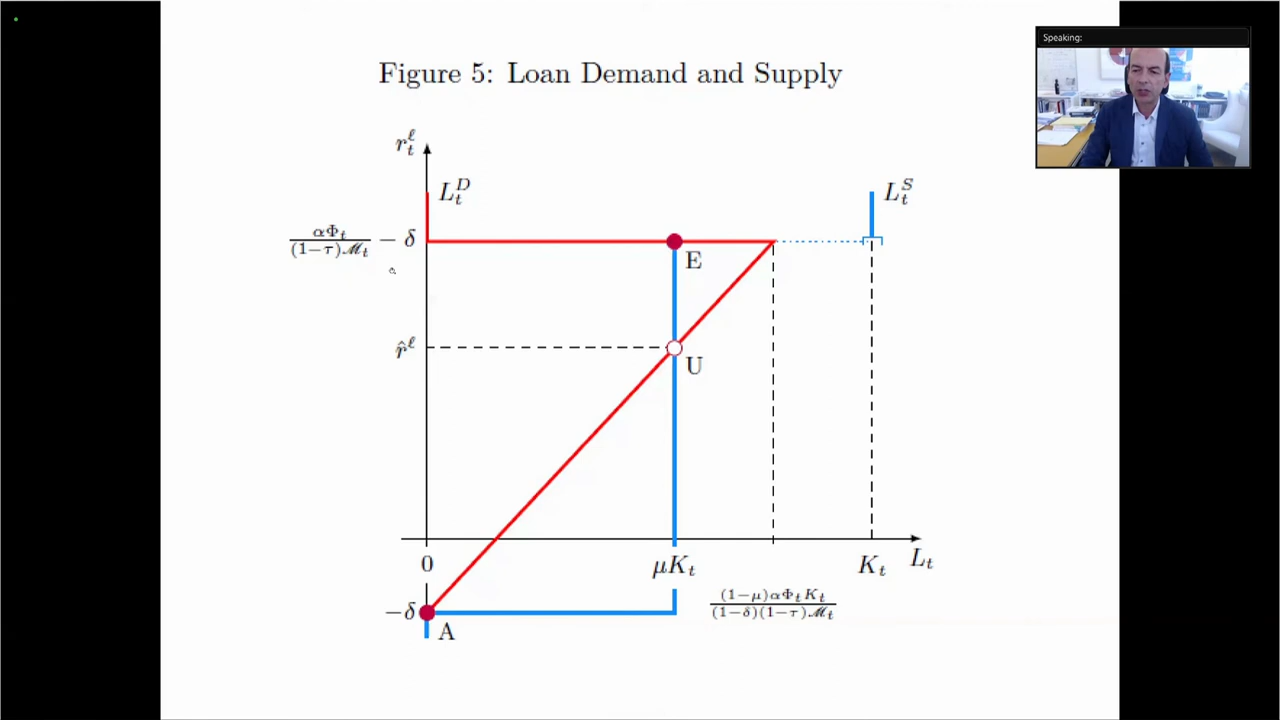 Speaking:
Figure 5: Loan Demand and Supply
r_t^ℓ
L_t^D
L_t^S
αΦ_t/((1−τ)ℳ_t) − δ
E
r̂^ℓ
U
0
μK_t
K_t
L_t
(1−μ)αΦ_tK_t/((1−δ)(1−τ)ℳ_t)
−δ
A